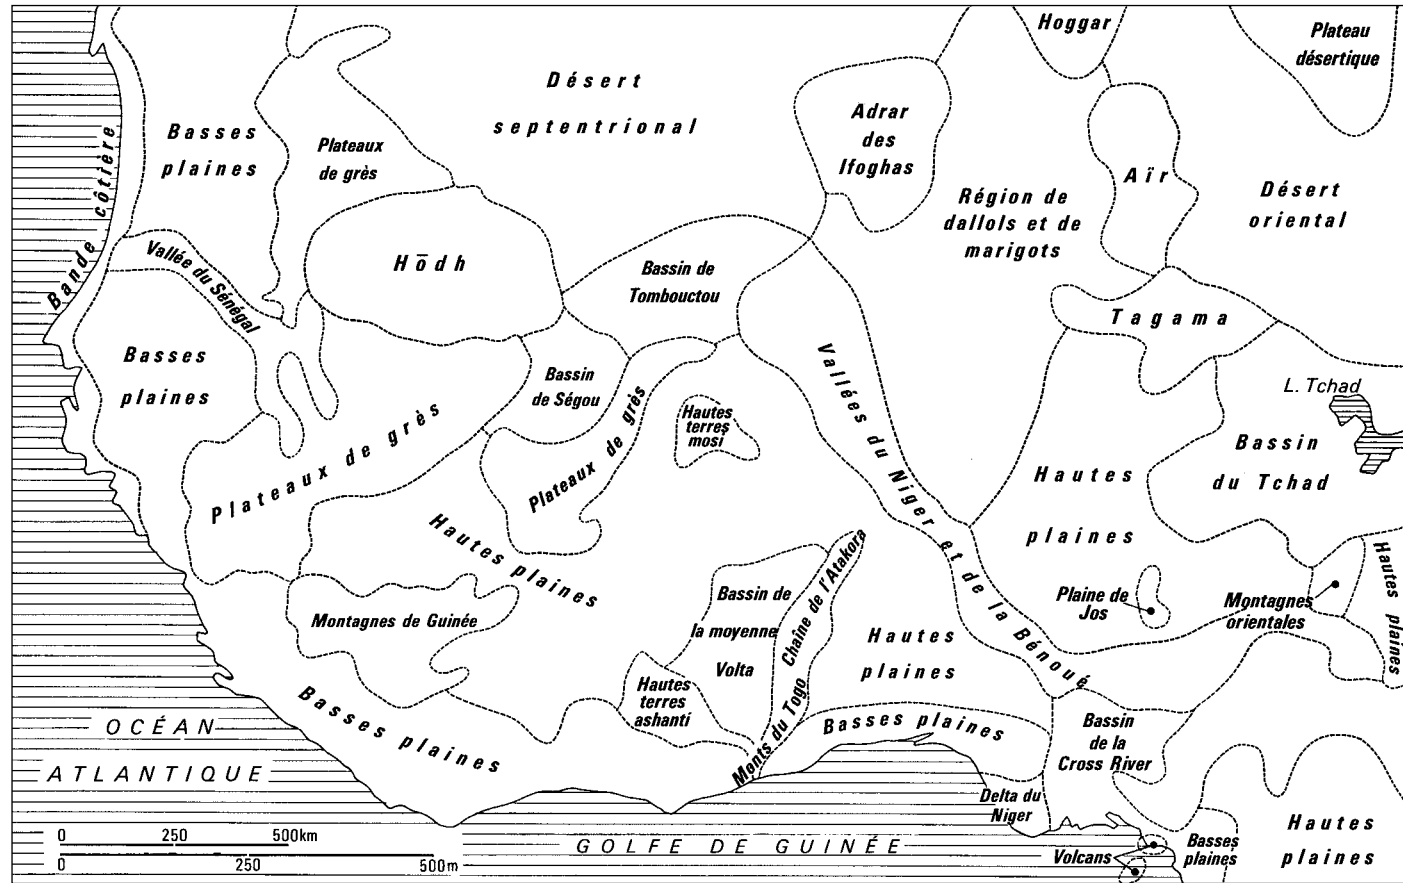 Hoggar
Plateau
désertique
Désert
septentrional
Adrar
des
Ifoghas
Basses
plaines
Plateaux
de grès
Bande côtière
Aïr
Région de
dallols et de
marigots
Désert
oriental
Vallée du Sénégal
Hōdh
Bassin de
Tombouctou
Tagama
Basses
plaines
Bassin
de Ségou
Plateaux de grès
Plateaux de grès
Hautes
terres
mosi
Vallées du Niger et de la Bénoué
L. Tchad
Bassin
du Tchad
Hautes
plaines
Hautes plaines
Hautes plaines
Montagnes de Guinée
Bassin de
la moyenne
Volta
Chaîne de l'Atakora
Monts du Togo
Plaine de
Jos
Montagnes
orientales
Hautes
plaines
Hautes
terres
ashanti
Basses plaines
Basses plaines
Bassin
de la
Cross River
OCÉAN
ATLANTIQUE
Delta du
Niger
Hautes
plaines
Basses
plaines
Volcans
GOLFE DE GUINÉE
0 250 500km
0 250 500m